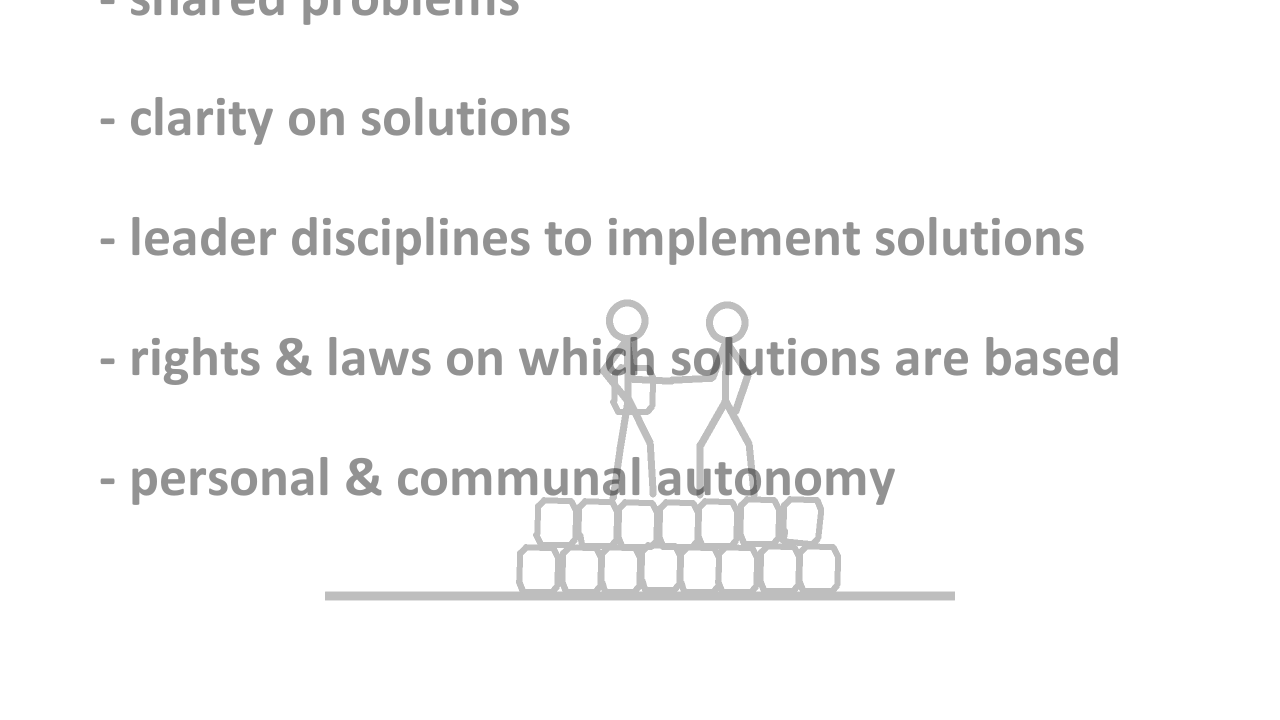 - shared problems
- clarity on solutions
- leader disciplines to implement solutions
- rights & laws on which solutions are based
- personal & communal autonomy